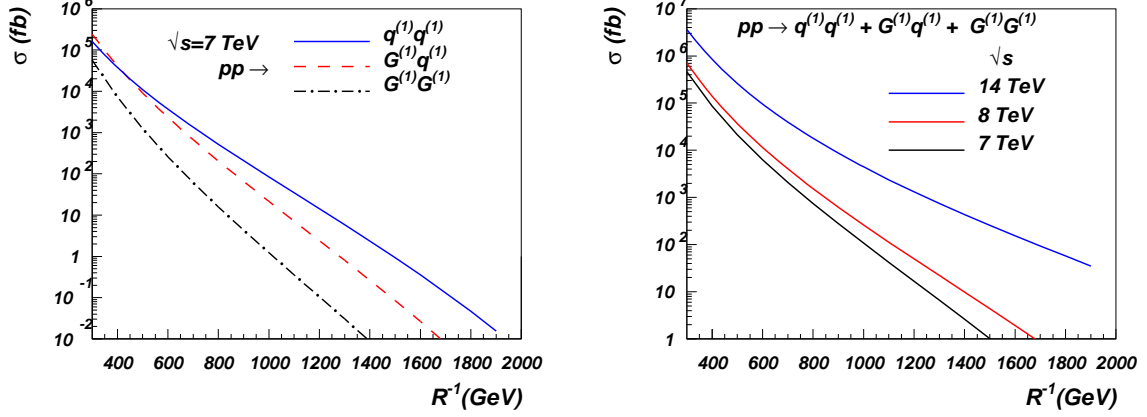 σ (fb)
10^6
10^5
10^4
10^3
10^2
10
1
10^-1
10^-2
√s=7 TeV
pp →
q^(1)q^(1)
G^(1)q^(1)
G^(1)G^(1)
400 600 800 1000 1200 1400 1600 1800 2000
R^-1(GeV)
σ (fb)
10^7
10^6
10^5
10^4
10^3
10^2
10
1
pp → q^(1)q^(1) + G^(1)q^(1) + G^(1)G^(1)
√s
14 TeV
8 TeV
7 TeV
400 600 800 1000 1200 1400 1600 1800 2000
R^-1(GeV)